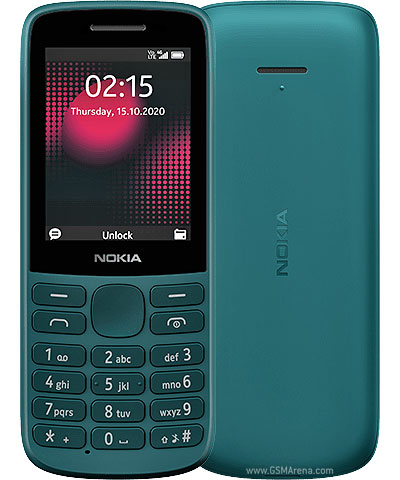 Vo) 4G
LTE
02:15
Thursday, 15.10.2020
Unlock
NOKIA
1
2 abc
def 3
4 ghi
5 jkl
mno 6
7 pqrs
8 tuv
wxyz 9
* +
0
#
NOKIA
www.GSMArena.com